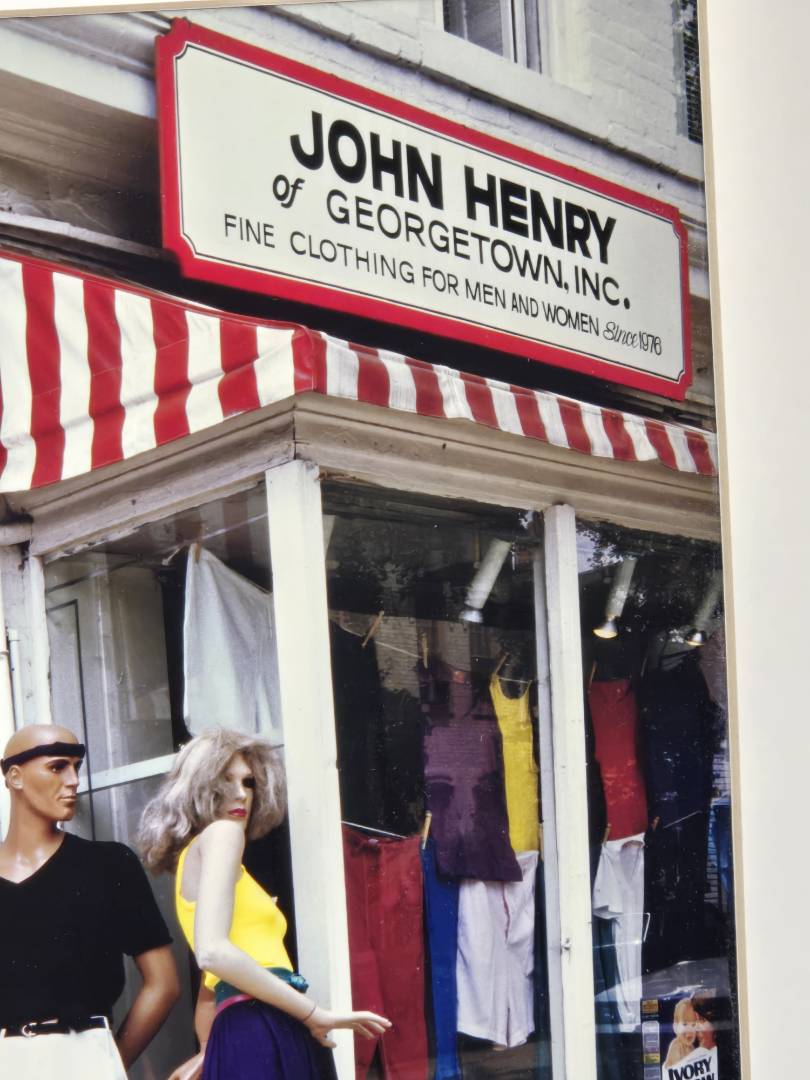 JOHN HENRY
of GEORGETOWN, INC.
FINE CLOTHING FOR MEN AND WOMEN Since 1976
IVORY